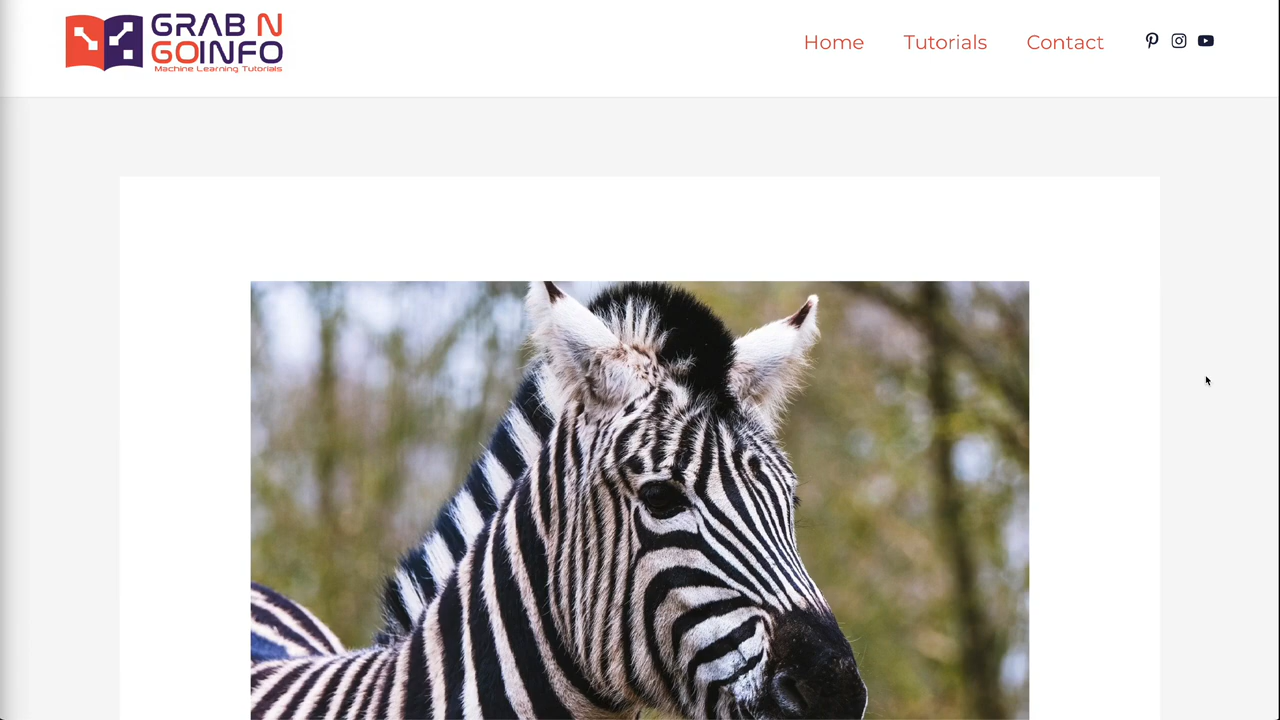 GRAB N
GOINFO
Machine Learning Tutorials
Home
Tutorials
Contact